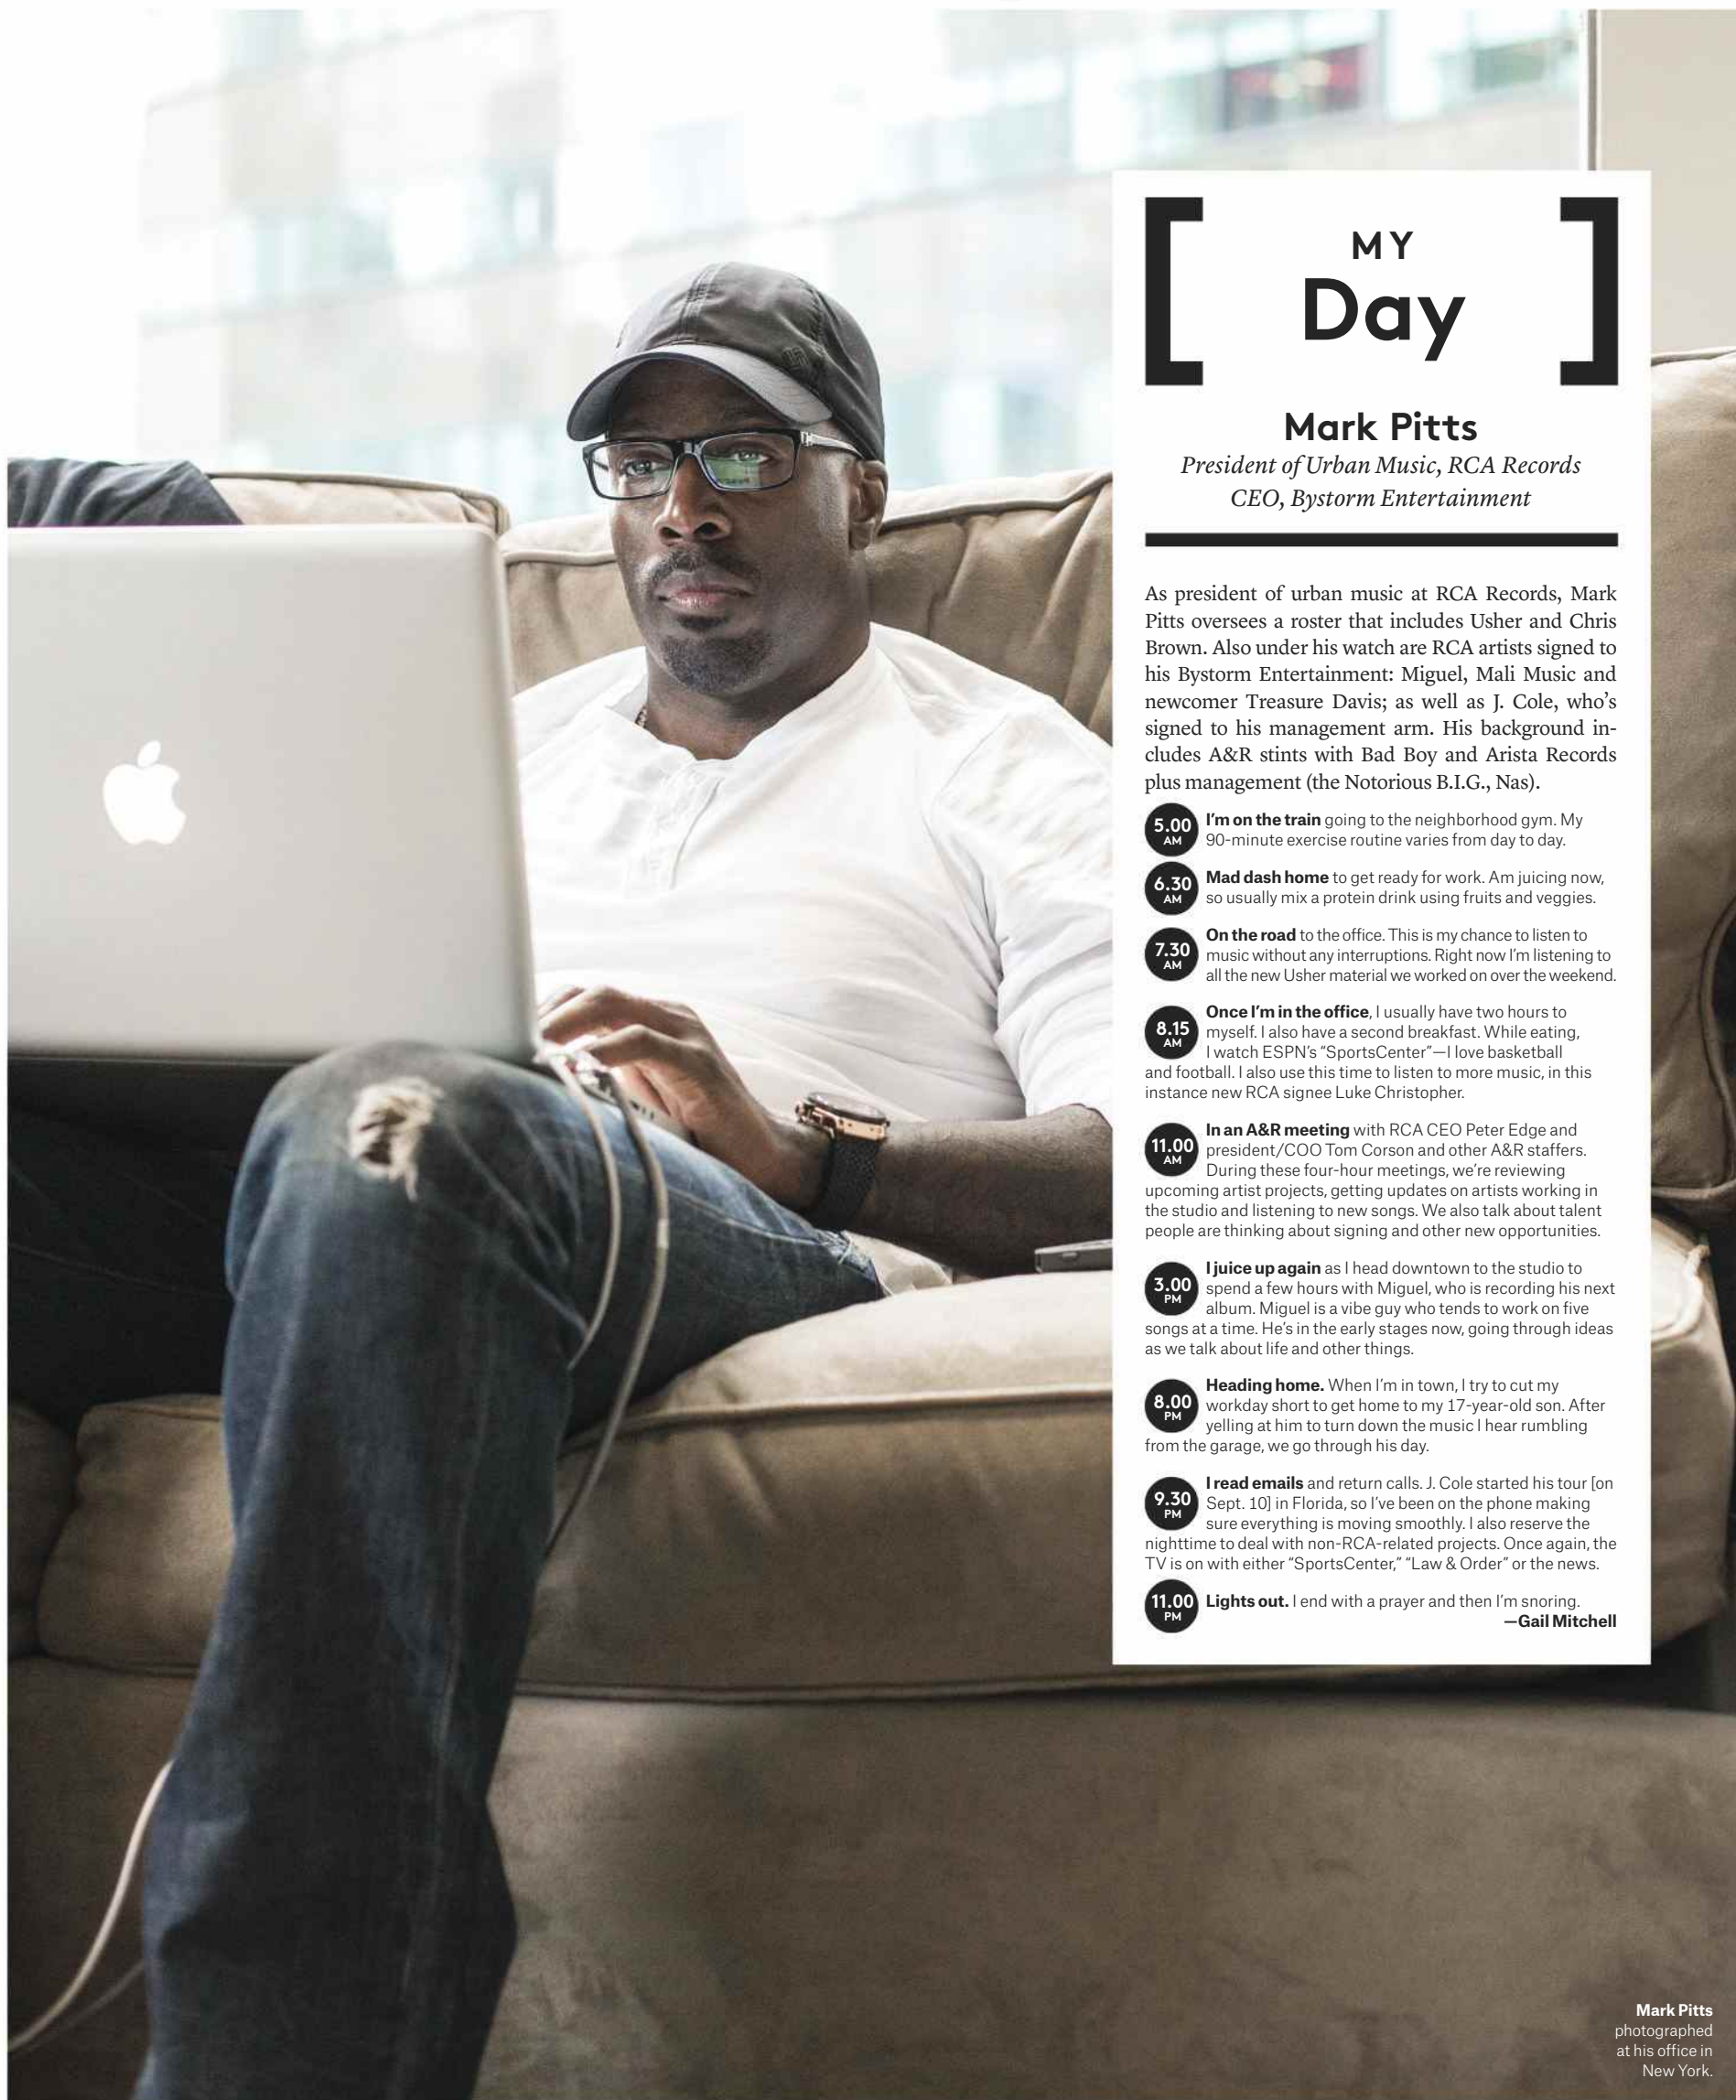 MY
Day
Mark Pitts
President of Urban Music, RCA Records
CEO, Bystorm Entertainment
As president of urban music at RCA Records, Mark
Pitts oversees a roster that includes Usher and Chris
Brown. Also under his watch are RCA artists signed to
his Bystorm Entertainment: Miguel, Mali Music and
newcomer Treasure Davis; as well as J. Cole, who’s
signed to his management arm. His background in-
cludes A&R stints with Bad Boy and Arista Records
plus management (the Notorious B.I.G., Nas).
5.00
AM
I’m on the train going to the neighborhood gym. My
90-minute exercise routine varies from day to day.
6.30
AM
Mad dash home to get ready for work. Am juicing now,
so usually mix a protein drink using fruits and veggies.
7.30
AM
On the road to the office. This is my chance to listen to
music without any interruptions. Right now I’m listening to
all the new Usher material we worked on over the weekend.
8.15
AM
Once I’m in the office, I usually have two hours to
myself. I also have a second breakfast. While eating,
I watch ESPN’s “SportsCenter”—I love basketball
and football. I also use this time to listen to more music, in this
instance new RCA signee Luke Christopher.
11.00
AM
In an A&R meeting with RCA CEO Peter Edge and
president/COO Tom Corson and other A&R staffers.
During these four-hour meetings, we’re reviewing
upcoming artist projects, getting updates on artists working in
the studio and listening to new songs. We also talk about talent
people are thinking about signing and other new opportunities.
3.00
PM
I juice up again as I head downtown to the studio to
spend a few hours with Miguel, who is recording his next
album. Miguel is a vibe guy who tends to work on five
songs at a time. He’s in the early stages now, going through ideas
as we talk about life and other things.
8.00
PM
Heading home. When I’m in town, I try to cut my
workday short to get home to my 17-year-old son. After
yelling at him to turn down the music I hear rumbling
from the garage, we go through his day.
9.30
PM
I read emails and return calls. J. Cole started his tour [on
Sept. 10] in Florida, so I’ve been on the phone making
sure everything is moving smoothly. I also reserve the
nighttime to deal with non-RCA-related projects. Once again, the
TV is on with either “SportsCenter,” “Law & Order” or the news.
11.00
PM
Lights out. I end with a prayer and then I’m snoring.
—Gail Mitchell
Mark Pitts
photographed
at his office in
New York.